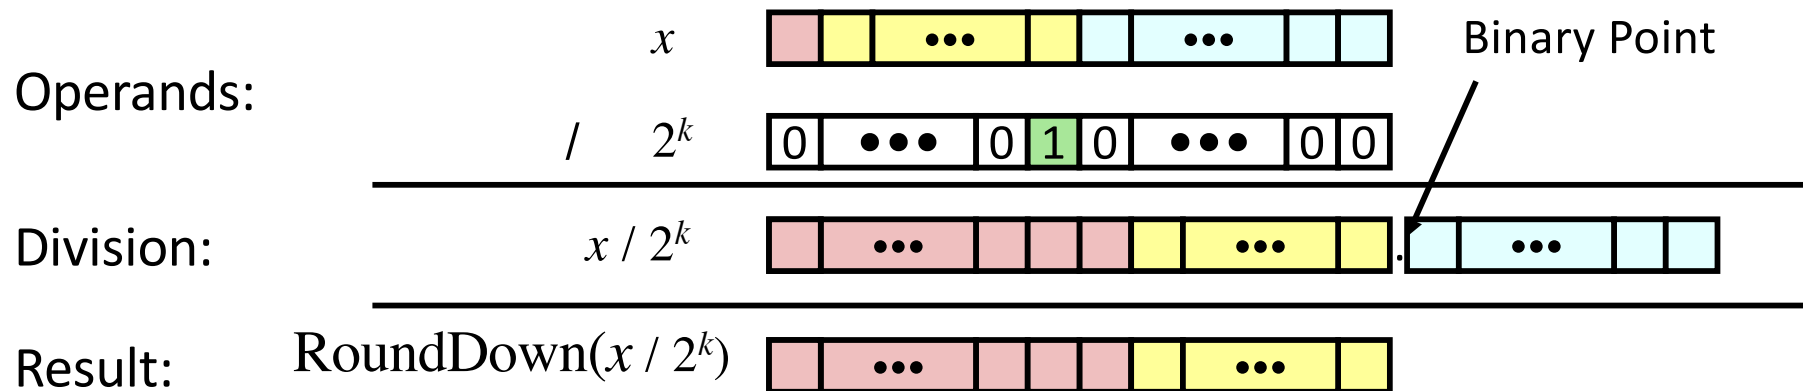 x ••• ••• Binary Point
Operands:
/ 2^k 0 ••• 0 1 0 ••• 0 0
Division: x / 2^k ••• ••• . •••
Result: RoundDown(x / 2^k) ••• •••